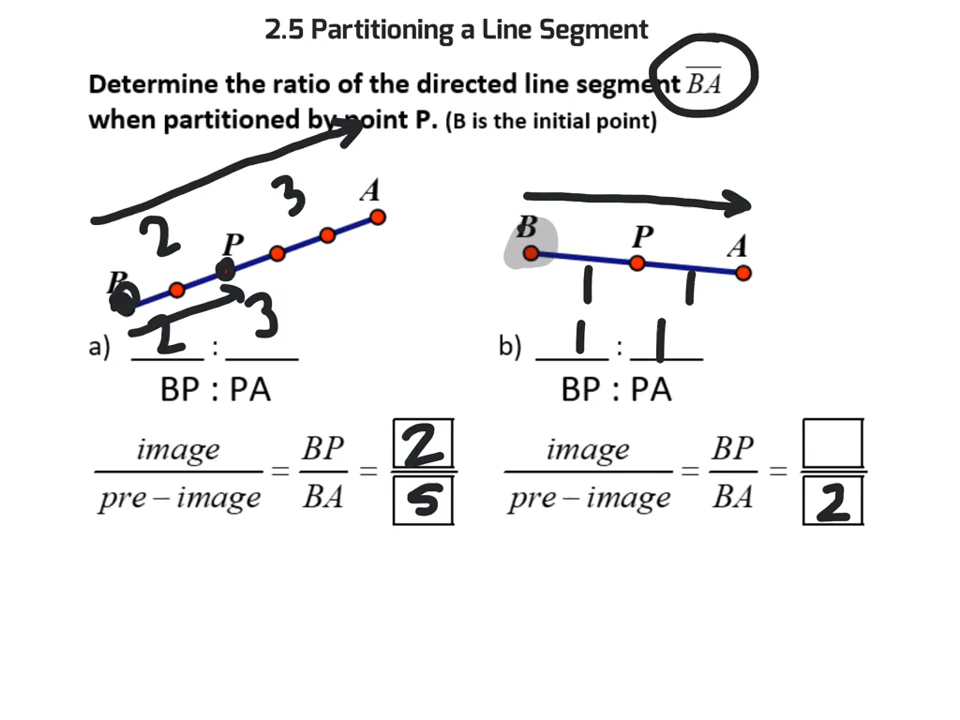 2.5 Partitioning a Line Segment
Determine the ratio of the directed line segment BA
when partitioned by point P. (B is the initial point)
2 3 A
P
B
B P A
1 1
a) 2 : 3
BP : PA
b) 1 : 1
BP : PA
image / pre-image = BP / BA = 2 / 5
image / pre-image = BP / BA = / 2